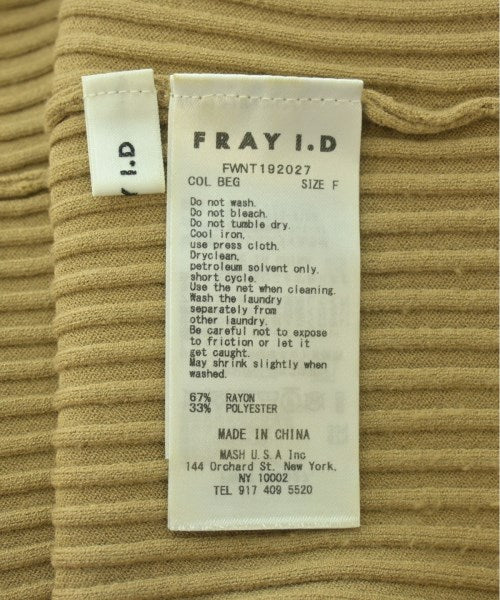 FRAY I.D
FWNT192027
COL BEG SIZE F
Do not wash.
Do not bleach.
Do not tumble dry.
Cool iron,
use press cloth.
Dryclean,
petroleum solvent only,
short cycle.
Use the net when cleaning.
Wash the laundry
separately from
other laundry.
Be careful not to expose
to friction or let it
get caught.
May shrink slightly when
washed.
67% RAYON
33% POLYESTER
MADE IN CHINA
MASH U.S.A Inc
144 Orchard St. New York,
NY 10002
TEL 917 409 5520
AY I.D